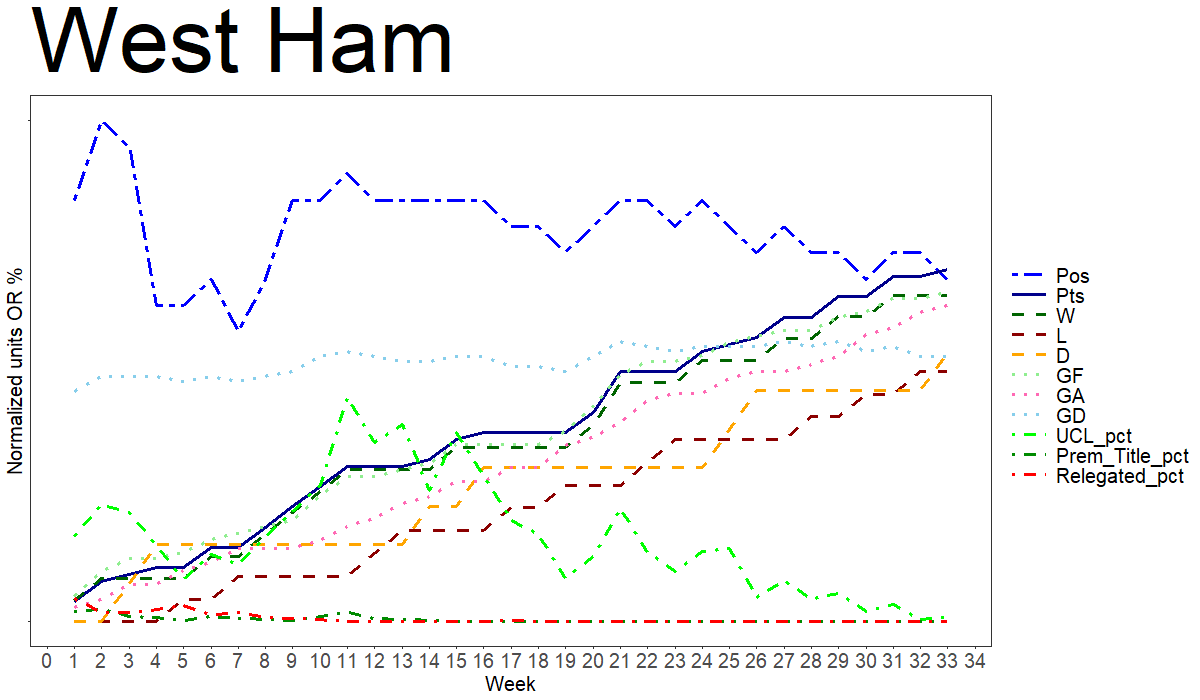 West Ham
Normalized units OR %
Pos
Pts
W
L
D
GF
GA
GD
UCL_pct
Prem_Title_pct
Relegated_pct
0 1 2 3 4 5 6 7 8 9 10 11 12 13 14 15 16 17 18 19 20 21 22 23 24 25 26 27 28 29 30 31 32 33 34
Week